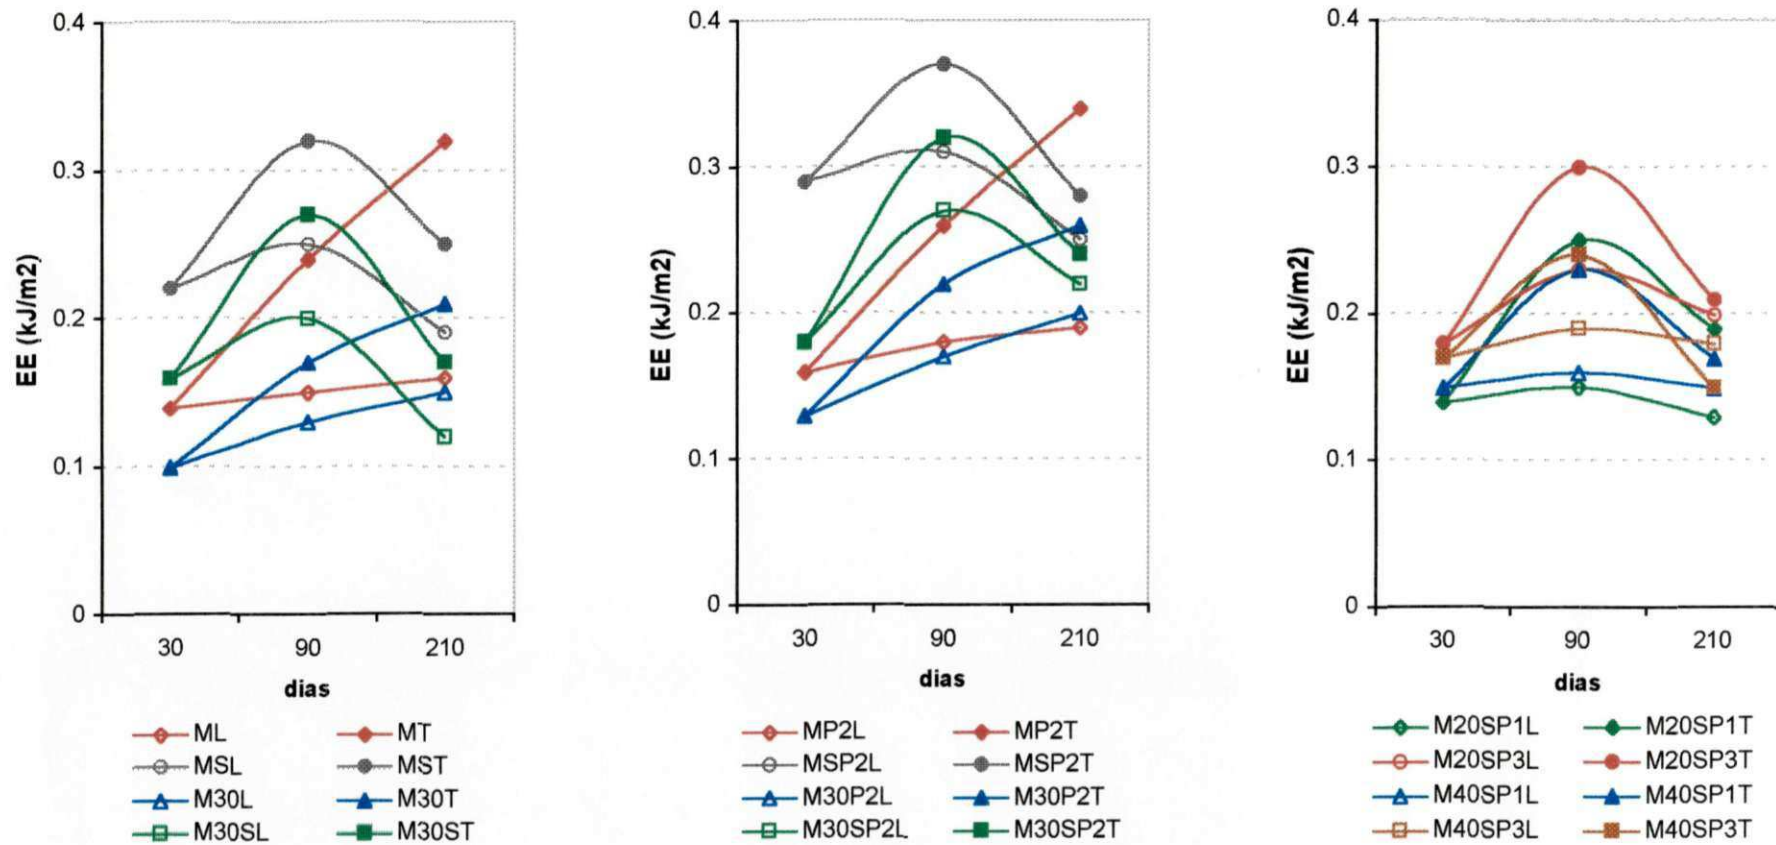 0.4
0.3
0.2
0.1
0
EE (kJ/m2)
30 90 210
dias
ML MT
MSL MST
M30L M30T
M30SL M30ST
0.4
0.3
0.2
0.1
0
EE (kJ/m2)
30 90 210
dias
MP2L MP2T
MSP2L MSP2T
M30P2L M30P2T
M30SP2L M30SP2T
0.4
0.3
0.2
0.1
0
EE (kJ/m2)
30 90 210
dias
M20SP1L M20SP1T
M20SP3L M20SP3T
M40SP1L M40SP1T
M40SP3L M40SP3T